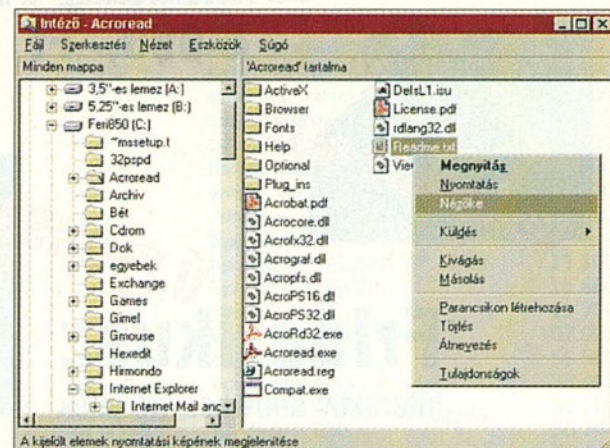 Intéző - Acroread
Fájl Szerkesztés Nézet Eszközök Súgó
Minden mappa
'Acroread' tartalma
3,5"-es lemez (A:)
5,25"-es lemez (B:)
Feri850 (C:)
~mssetup.t
32pspd
Acroread
Archiv
Bét
Cdrom
Dok
egyebek
Exchange
Games
Gimel
Gmouse
Hexedit
Hirmondo
Internet Explorer
Internet Mail and
ActiveX
Browser
Fonts
Help
Optional
Plug_ins
Acrobat.pdf
Acrocore.dll
Acrofx32.dll
Acrograf.dll
Acropfs.dll
AcroPS16.dll
AcroPS32.dll
AcroRd32.exe
Acroread.exe
Acroread.reg
Compat.exe
DelsL1.isu
License.pdf
rdlang32.dll
Readme.txt
Vie
Megnyitás
Nyomtatás
Nézőke
Küldés
Kivágás
Másolás
Parancsikon létrehozása
Törlés
Átnevezés
Tulajdonságok
A kijelölt elemek nyomtatási képének megjelenítése